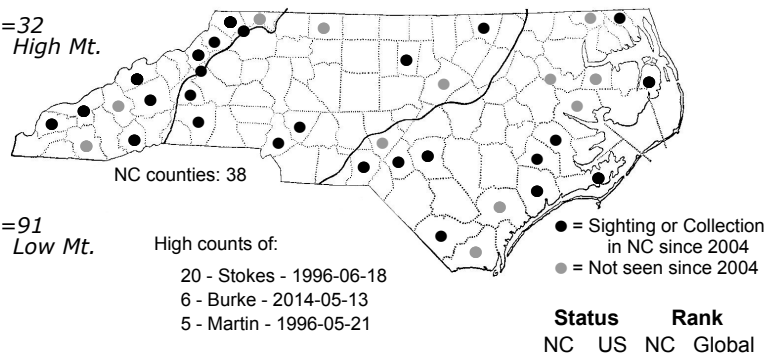 =32
High Mt.
NC counties: 38
=91
Low Mt.
High counts of:
20 - Stokes - 1996-06-18
6 - Burke - 2014-05-13
5 - Martin - 1996-05-21
= Sighting or Collection
in NC since 2004
= Not seen since 2004
Status Rank
NC US NC Global